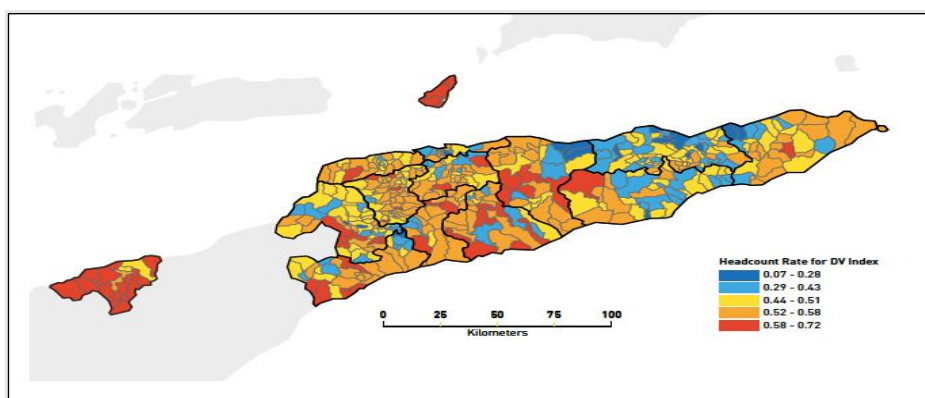 Headcount Rate for DV Index
0.07 - 0.28
0.29 - 0.43
0.44 - 0.51
0.52 - 0.58
0.58 - 0.72
0 25 50 75 100
Kilometers